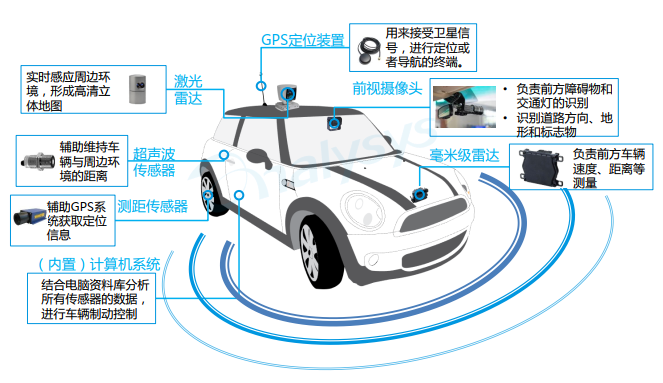 GPS定位装置
用来接受卫星信
号，进行定位或
者导航的终端。
实时感应周边环
境，形成高清立
体地图
激光
雷达
前视摄像头
• 负责前方障碍物和
交通灯的识别
• 识别道路方向、地
形和标志物
辅助维持车
辆与周边环
境的距离
超声波
传感器
毫米级雷达
负责前方车辆
速度、距离等
测量
辅助GPS系
统获取定位
信息
测距传感器
（内置）计算机系统
结合电脑资料库分析
所有传感器的数据，
进行车辆制动控制
alysys